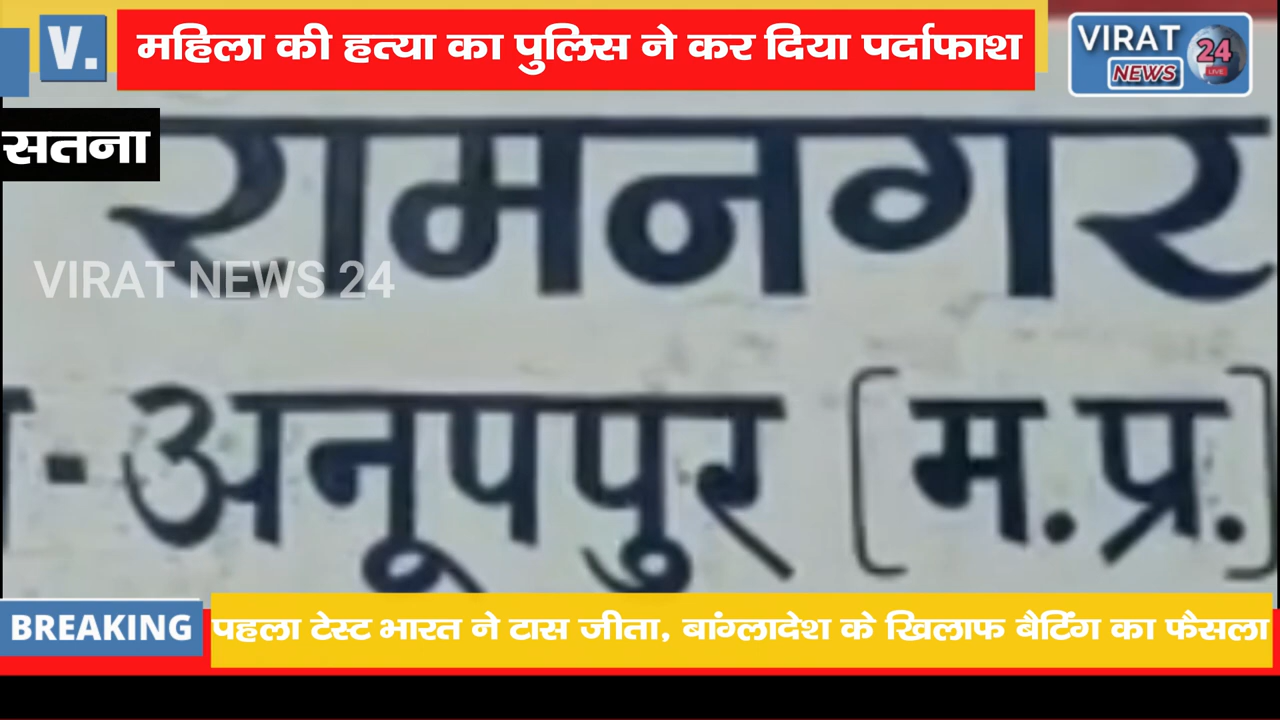 V.
महिला की हत्या का पुलिस ने कर दिया पर्दाफाश
VIRAT
NEWS
24
LIVE
सतना
रामनगर
VIRAT NEWS 24
- अनूपपुर (म.प्र.)
BREAKING
पहला टेस्ट भारत ने टास जीता, बांग्लादेश के खिलाफ बैटिंग का फैसला